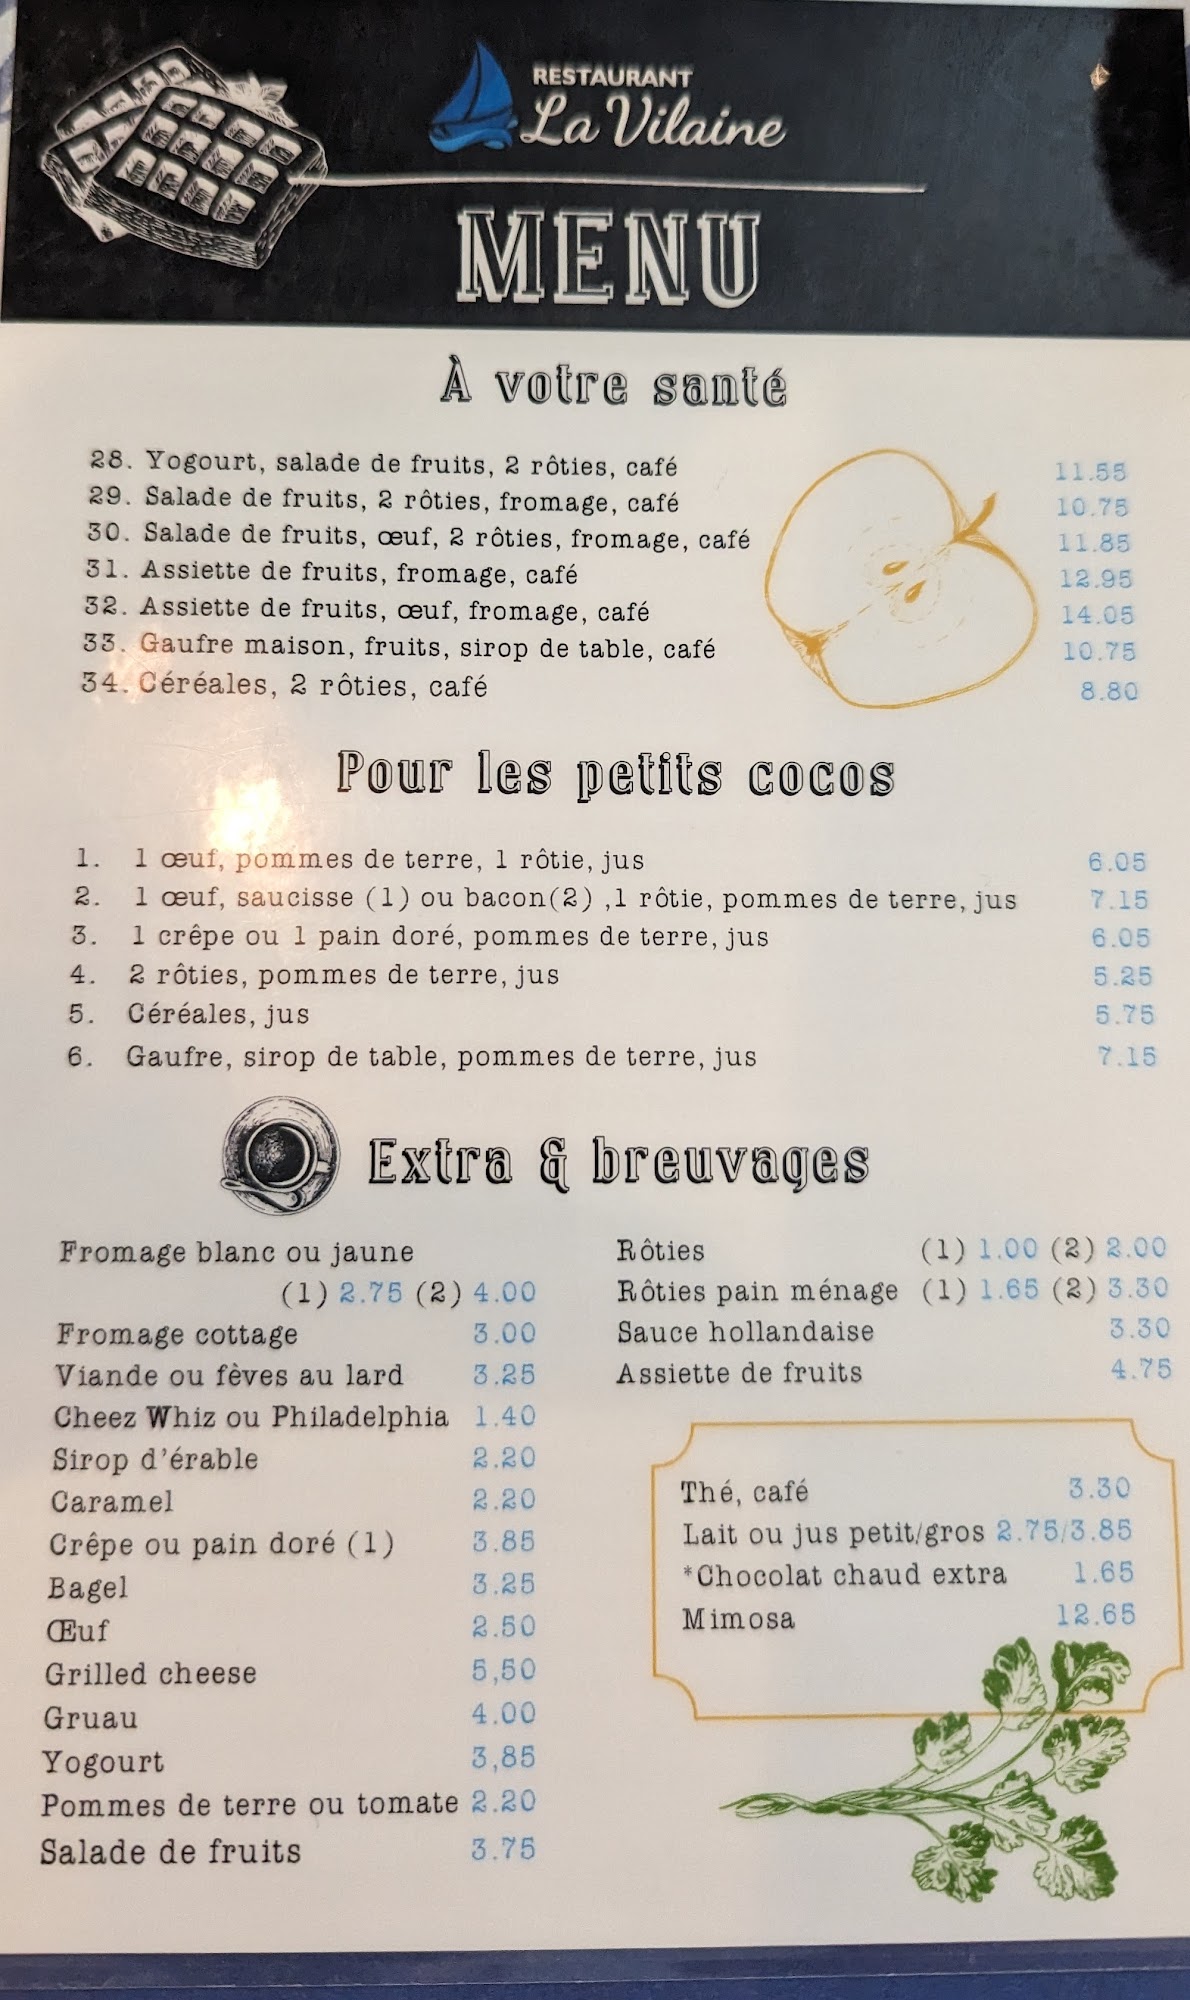 RESTAURANT
La Vilaine
MENU
À votre santé
28. Yogourt, salade de fruits, 2 rôties, café 11.55
29. Salade de fruits, 2 rôties, fromage, café 10.75
30. Salade de fruits, œuf, 2 rôties, fromage, café 11.85
31. Assiette de fruits, fromage, café 12.95
32. Assiette de fruits, œuf, fromage, café 14.05
33. Gaufre maison, fruits, sirop de table, café 10.75
34. Céréales, 2 rôties, café 8.80
Pour les petits cocos
1. 1 œuf, pommes de terre, 1 rôtie, jus 6.05
2. 1 œuf, saucisse (1) ou bacon(2) ,1 rôtie, pommes de terre, jus 7.15
3. 1 crêpe ou 1 pain doré, pommes de terre, jus 6.05
4. 2 rôties, pommes de terre, jus 5.25
5. Céréales, jus 5.75
6. Gaufre, sirop de table, pommes de terre, jus 7.15
Extra & breuvages
Fromage blanc ou jaune
(1) 2.75 (2) 4.00
Fromage cottage 3.00
Viande ou fèves au lard 3.25
Cheez Whiz ou Philadelphia 1.40
Sirop d'érable 2.20
Caramel 2.20
Crêpe ou pain doré (1) 3.85
Bagel 3.25
Œuf 2.50
Grilled cheese 5,50
Gruau 4.00
Yogourt 3,85
Pommes de terre ou tomate 2.20
Salade de fruits 3.75
Rôties (1) 1.00 (2) 2.00
Rôties pain ménage (1) 1.65 (2) 3.30
Sauce hollandaise 3.30
Assiette de fruits 4.75
Thé, café 3.30
Lait ou jus petit/gros 2.75/3.85
*Chocolat chaud extra 1.65
Mimosa 12.65